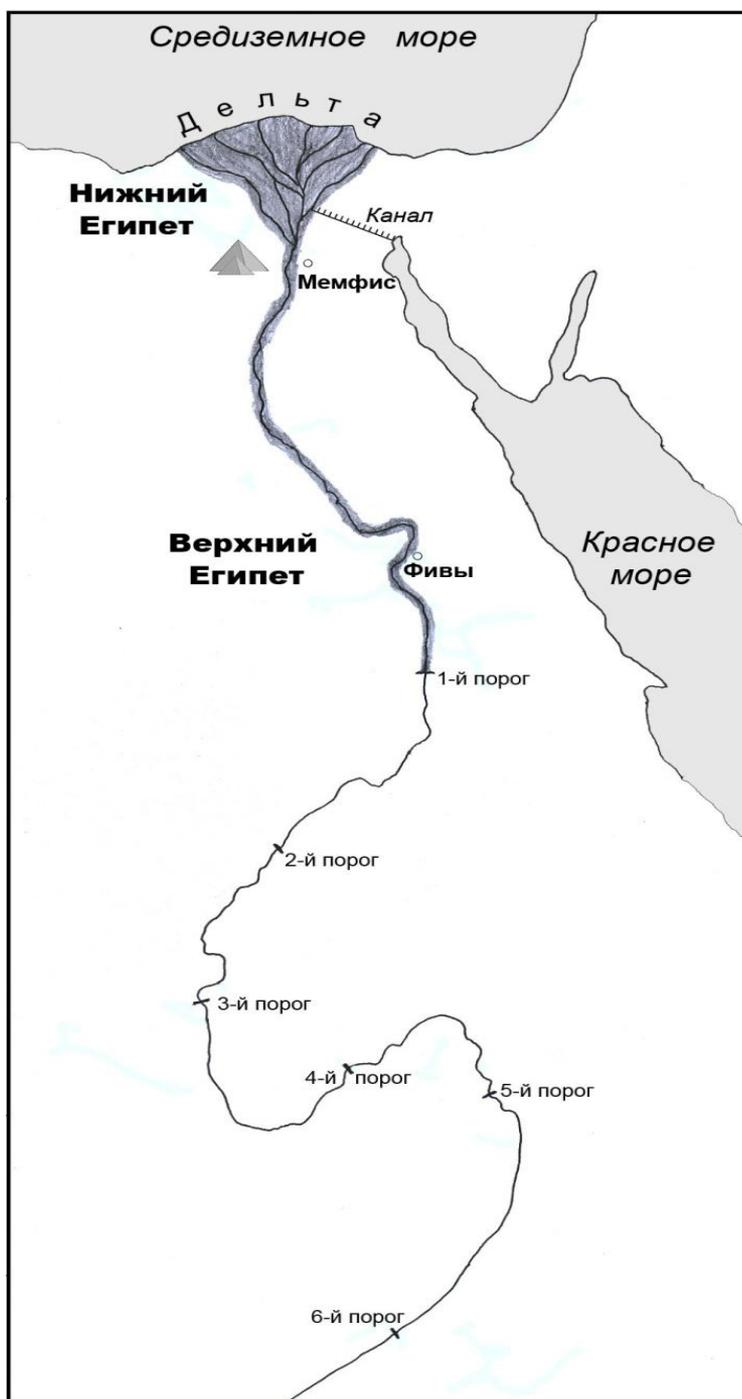 Средиземное море
Дельта
Нижний
Египет
Канал
Мемфис
Верхний
Египет
Фивы
Красное
море
1-й порог
2-й порог
3-й порог
4-й порог
5-й порог
6-й порог